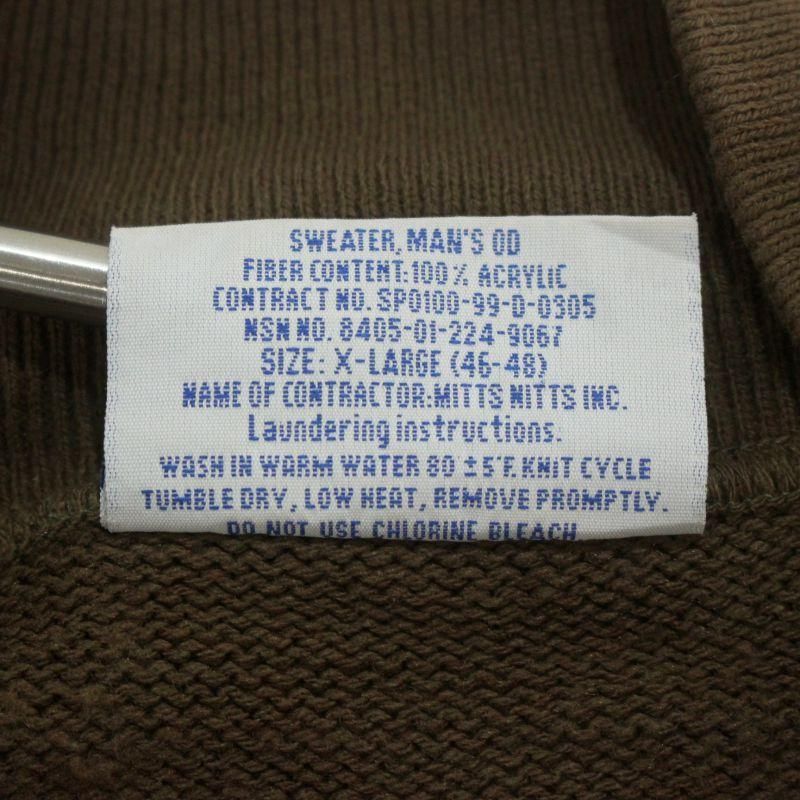 SWEATER, MAN'S OD
FIBER CONTENT: 100% ACRYLIC
CONTRACT NO. SP0100-99-D-0305
NSN NO. 8405-01-224-9067
SIZE: X-LARGE (46-48)
NAME OF CONTRACTOR: MITTS NITTS INC.
Laundering instructions.
WASH IN WARM WATER 80 ±5°F. KNIT CYCLE
TUMBLE DRY, LOW HEAT, REMOVE PROMPTLY.
DO NOT USE CHLORINE BLEACH